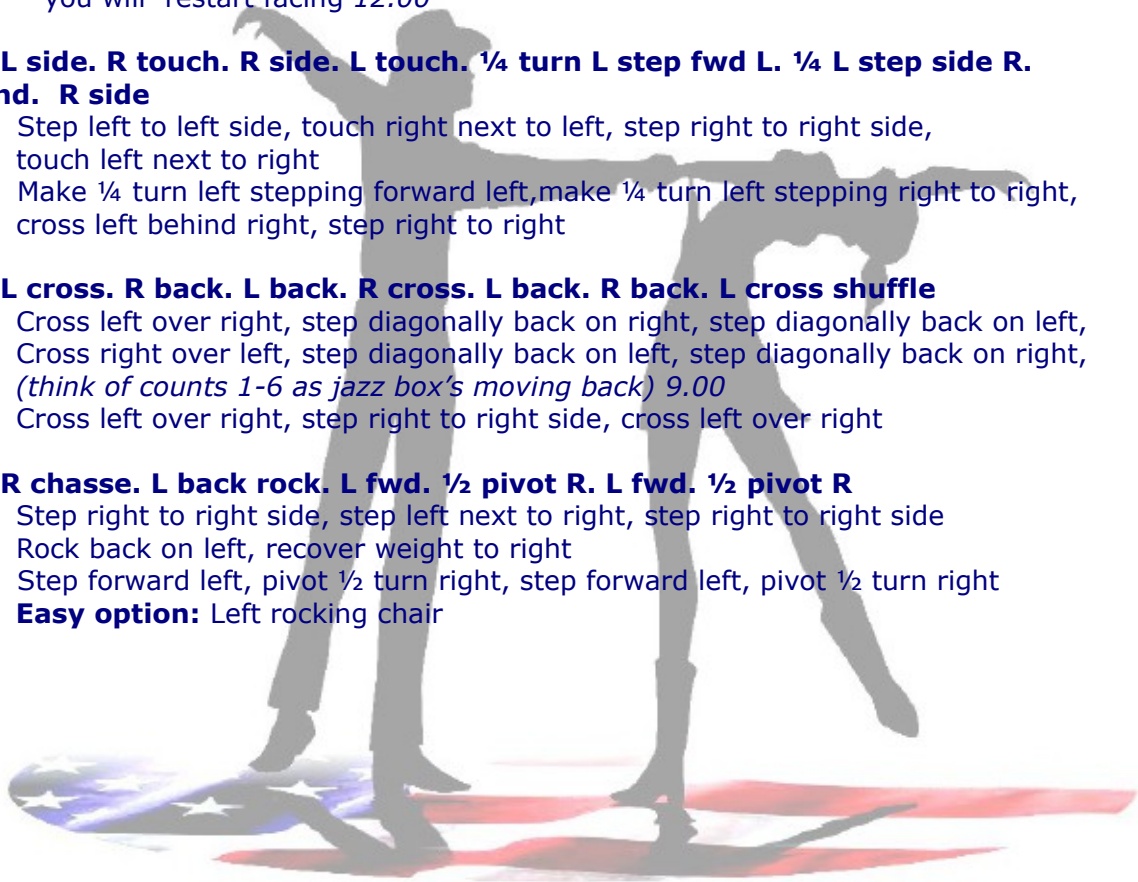 you will restart facing 12.00
L side. R touch. R side. L touch. ¼ turn L step fwd L. ¼ L step side R.
nd. R side
Step left to left side, touch right next to left, step right to right side,
touch left next to right
Make ¼ turn left stepping forward left,make ¼ turn left stepping right to right,
cross left behind right, step right to right
L cross. R back. L back. R cross. L back. R back. L cross shuffle
Cross left over right, step diagonally back on right, step diagonally back on left,
Cross right over left, step diagonally back on left, step diagonally back on right,
(think of counts 1-6 as jazz box’s moving back) 9.00
Cross left over right, step right to right side, cross left over right
R chasse. L back rock. L fwd. ½ pivot R. L fwd. ½ pivot R
Step right to right side, step left next to right, step right to right side
Rock back on left, recover weight to right
Step forward left, pivot ½ turn right, step forward left, pivot ½ turn right
Easy option: Left rocking chair